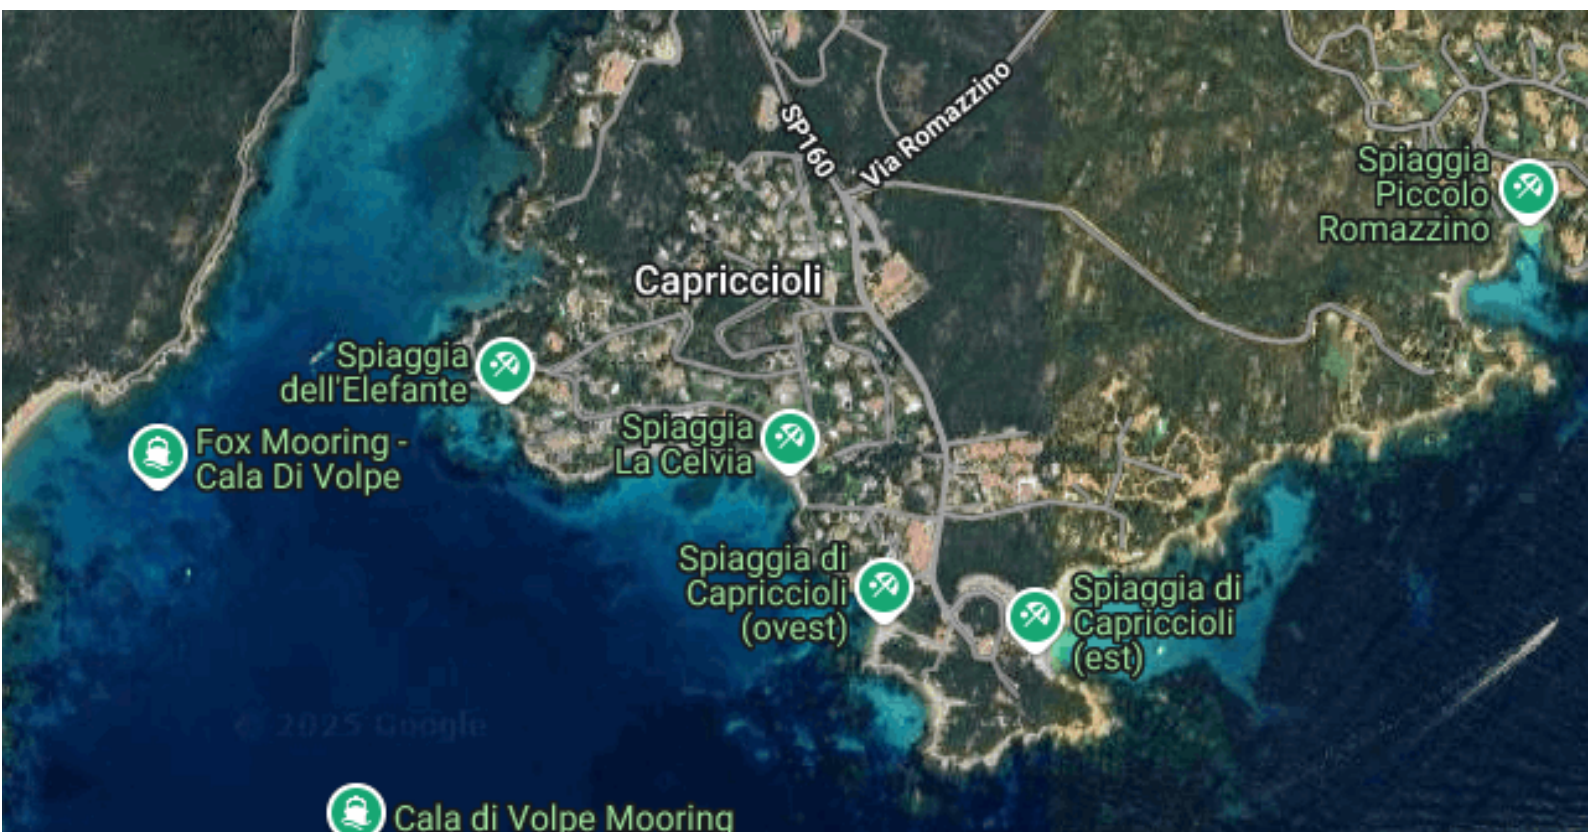 SP160
Via Romazzino
Spiaggia
Piccolo
Romazzino
Capriccioli
Spiaggia
dell'Elefante
Spiaggia
La Celvia
Fox Mooring -
Cala Di Volpe
Spiaggia di
Capriccioli
(ovest)
Spiaggia di
Capriccioli
(est)
© 2025 Google
Cala di Volpe Mooring